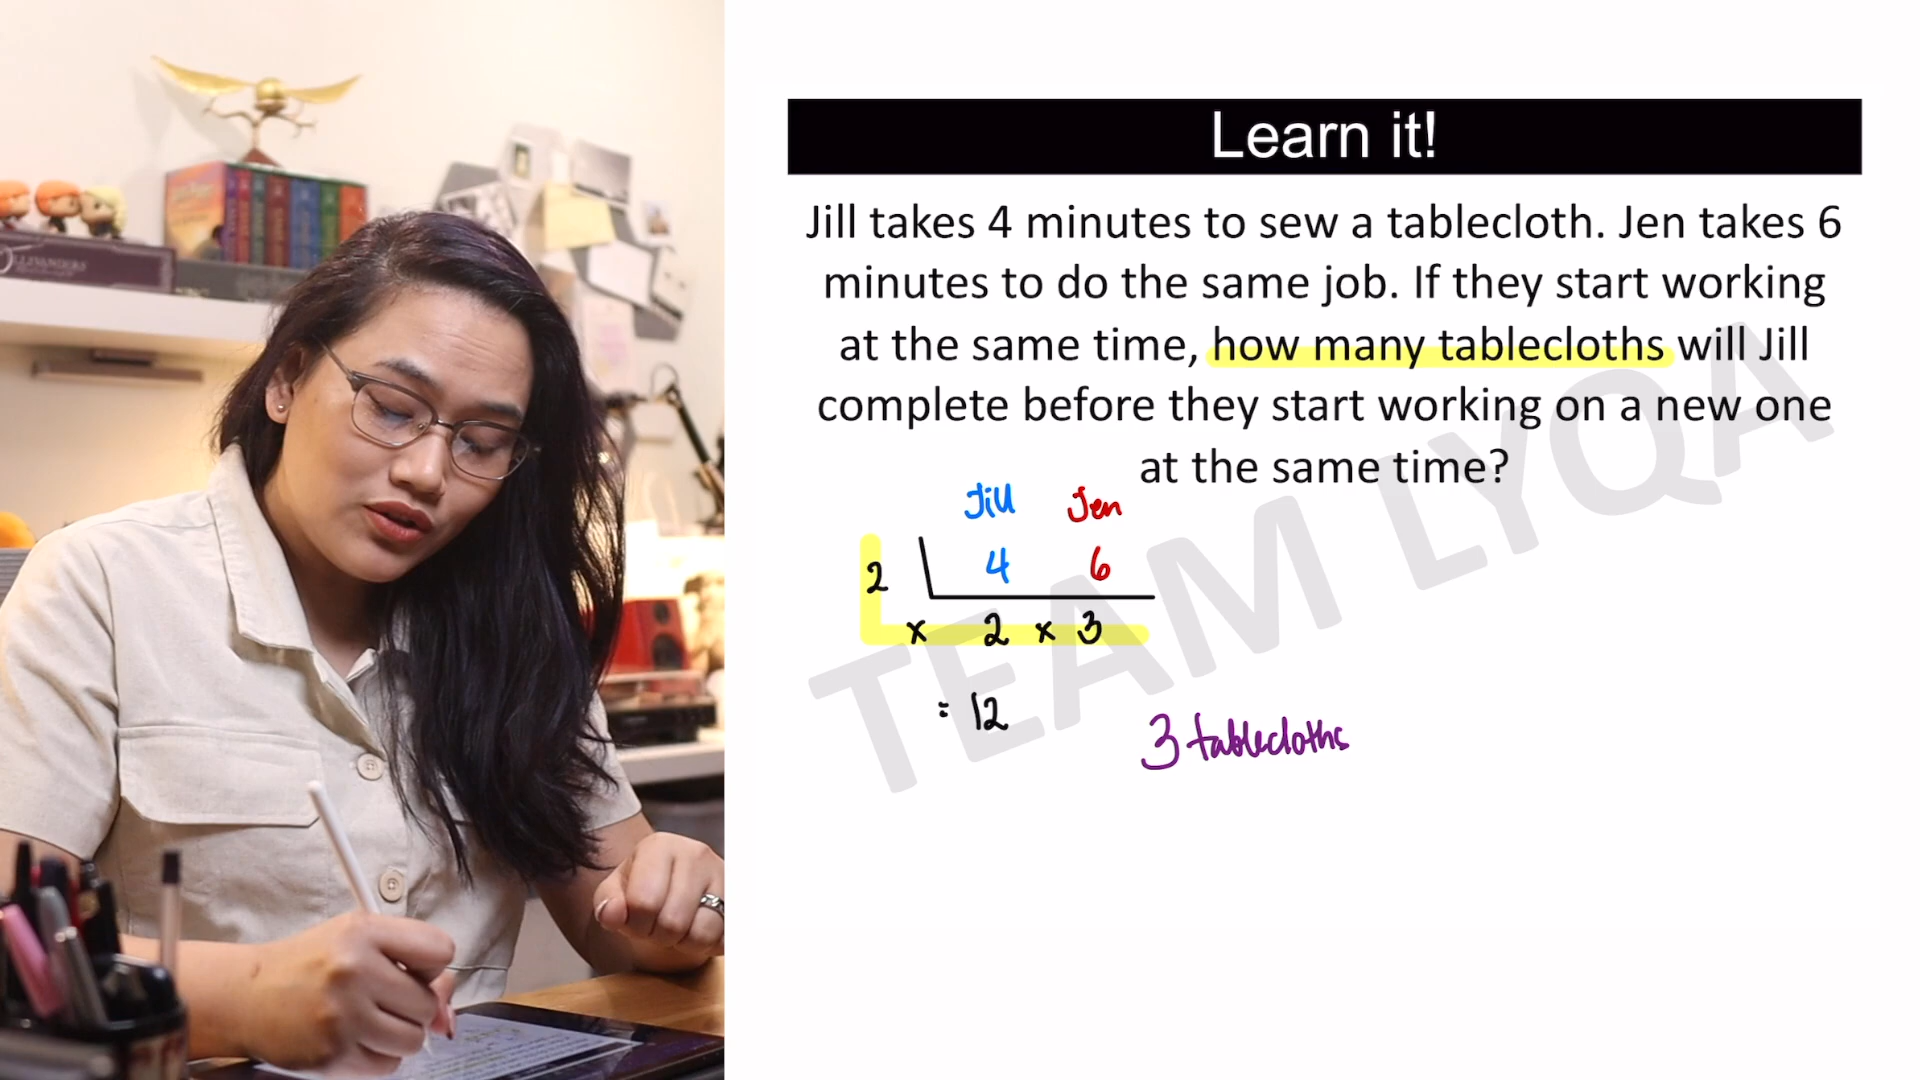 Learn it!
Jill takes 4 minutes to sew a tablecloth. Jen takes 6
minutes to do the same job. If they start working
at the same time, how many tablecloths will Jill
complete before they start working on a new one
at the same time?
Jill Jen
2 4 6
x 2 x 3
= 12
3 tablecloths
TEAM LYQA
OLLIVANDERS